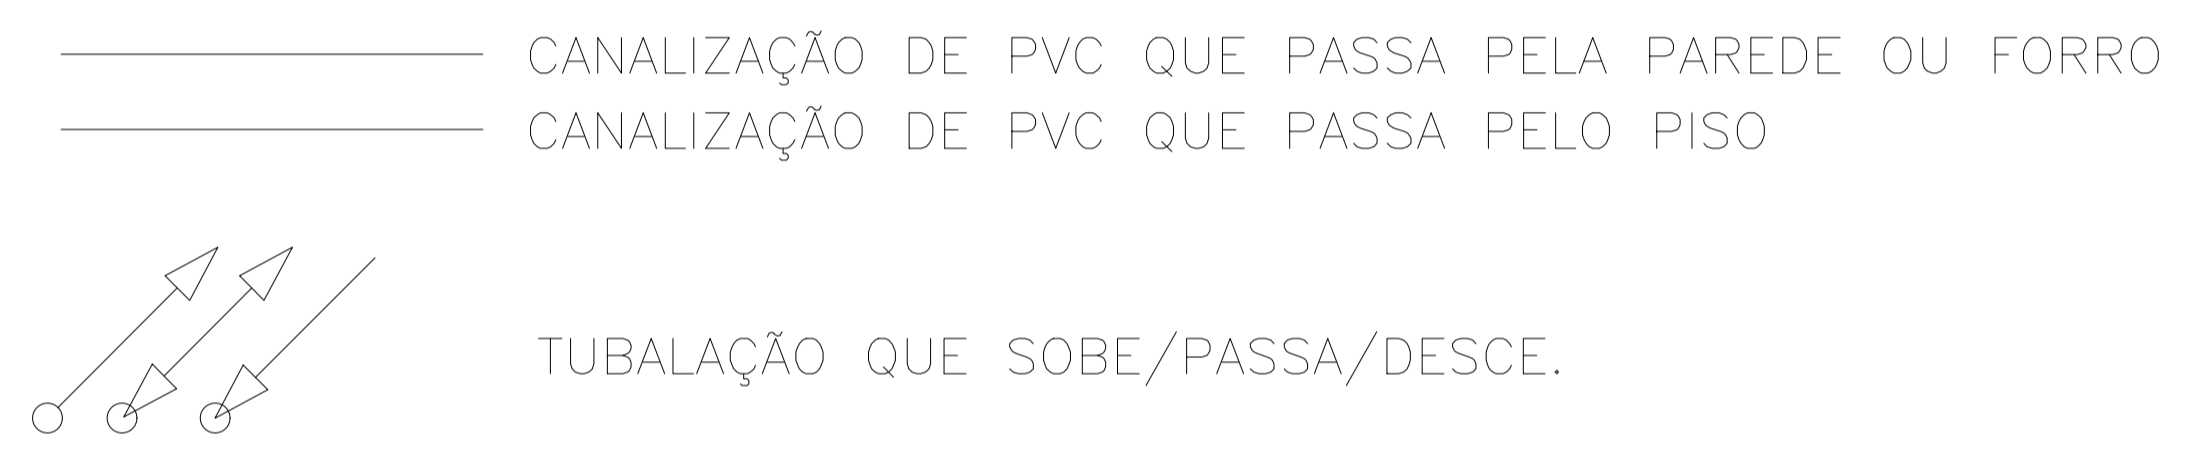 CANALIZAÇÃO DE PVC QUE PASSA PELA PAREDE OU FORRO
CANALIZAÇÃO DE PVC QUE PASSA PELO PISO
TUBALAÇÃO QUE SOBE/PASSA/DESCE.